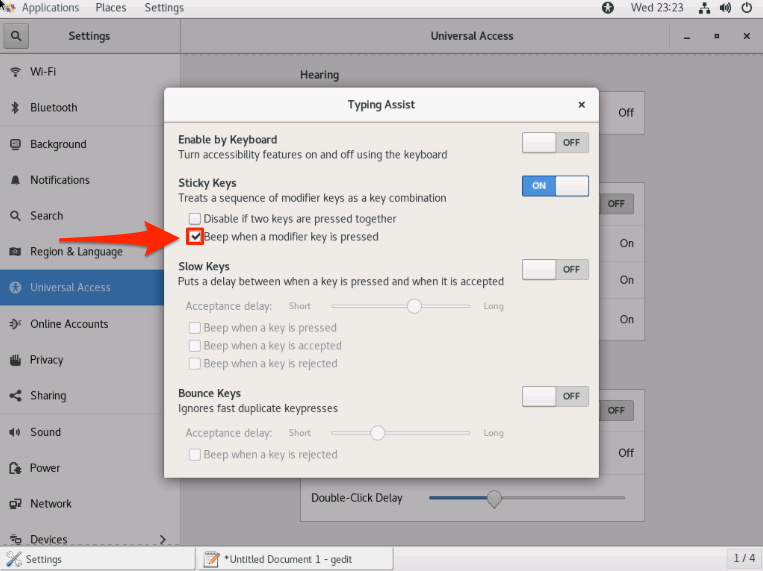 Applications Places Settings Wed 23:23
Settings
Universal Access
Wi-Fi
Bluetooth
Background
Notifications
Search
Region & Language
Universal Access
Online Accounts
Privacy
Sharing
Sound
Power
Network
Devices
Hearing
Off
OFF
On
On
On
OFF
Off
Double-Click Delay
Typing Assist
Enable by Keyboard
OFF
Turn accessibility features on and off using the keyboard
Sticky Keys
ON
Treats a sequence of modifier keys as a key combination
Disable if two keys are pressed together
Beep when a modifier key is pressed
Slow Keys
OFF
Puts a delay between when a key is pressed and when it is accepted
Acceptance delay: Short Long
Beep when a key is pressed
Beep when a key is accepted
Beep when a key is rejected
Bounce Keys
OFF
Ignores fast duplicate keypresses
Acceptance delay: Short Long
Beep when a key is rejected
Settings
*Untitled Document 1 - gedit
1 / 4